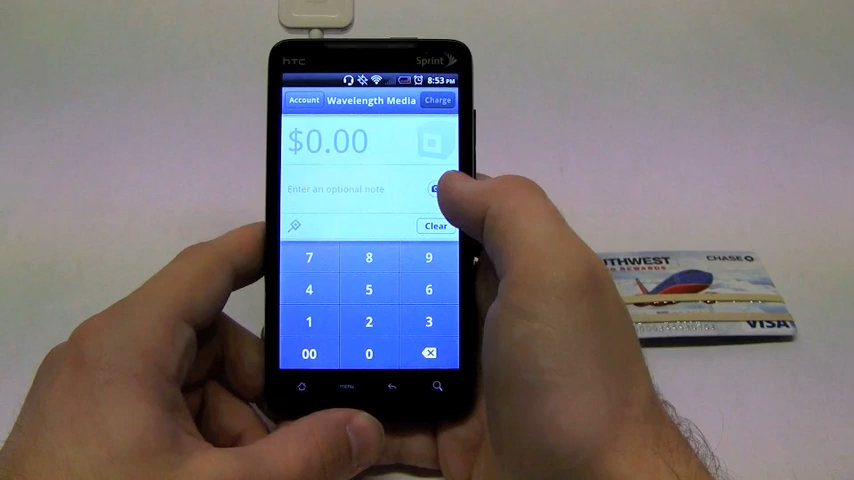 hTC
Sprint
8:53 PM
Account
Wavelength Media
Charge
$0.00
Enter an optional note
Clear
7 8 9
4 5 6
1 2 3
00 0
menu
CHASE
REWARDS
VISA